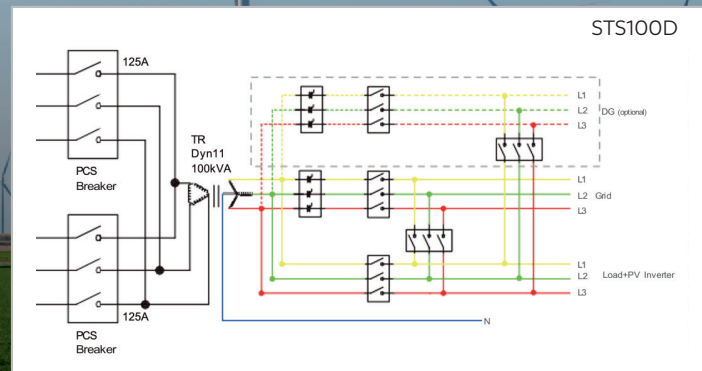 STS100D
125A
PCS
Breaker
TR
Dyn11
100kVA
L1
L2
L3
DG (optional)
L1
L2
L3
Grid
PCS
Breaker
125A
L1
L2
L3
Load+PV Inverter
N